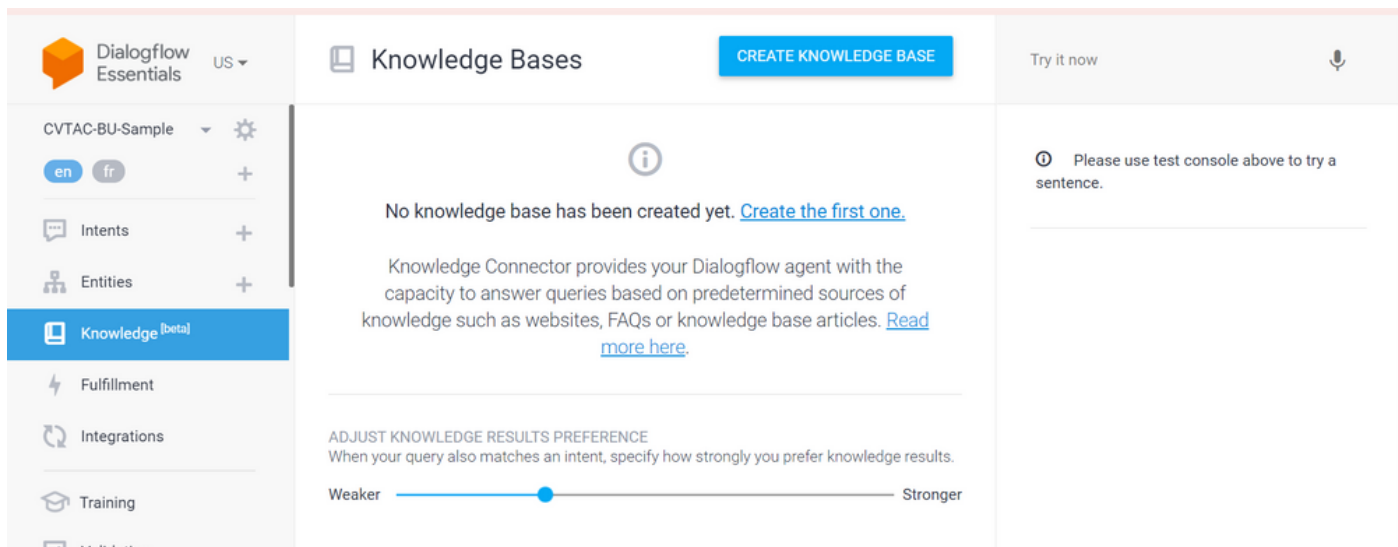 Dialogflow
Essentials
US
Knowledge Bases
CREATE KNOWLEDGE BASE
Try it now
CVTAC-BU-Sample
en fr
Intents
Entities
Knowledge [beta]
Fulfillment
Integrations
Training
No knowledge base has been created yet. Create the first one.
Knowledge Connector provides your Dialogflow agent with the
capacity to answer queries based on predetermined sources of
knowledge such as websites, FAQs or knowledge base articles. Read
more here.
ADJUST KNOWLEDGE RESULTS PREFERENCE
When your query also matches an intent, specify how strongly you prefer knowledge results.
Weaker Stronger
Please use test console above to try a
sentence.